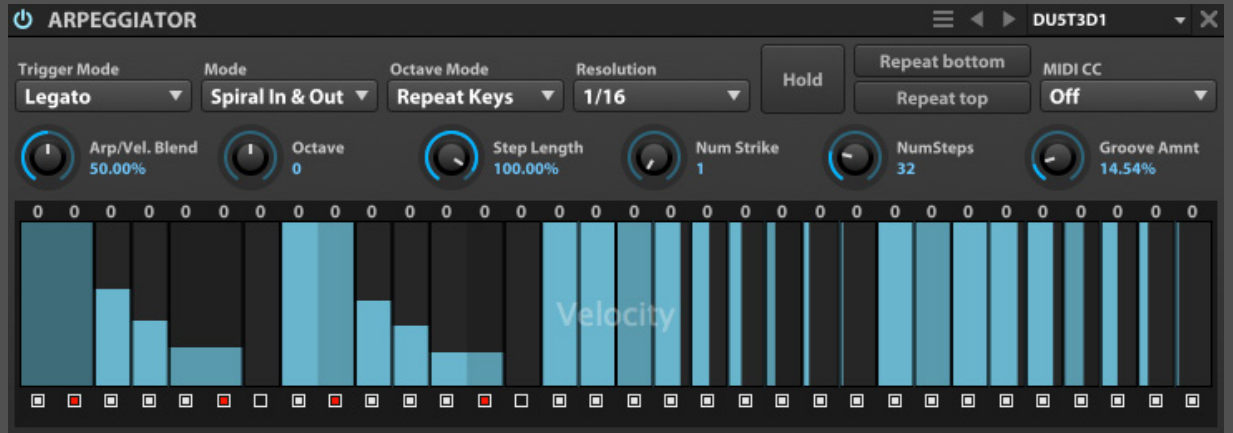 ARPEGGIATOR
DU5T3D1
Trigger Mode
Mode
Octave Mode
Resolution
Hold
Repeat bottom
Repeat top
MIDI CC
Legato
Spiral In & Out
Repeat Keys
1/16
Off
Arp/Vel. Blend
50.00%
Octave
0
Step Length
100.00%
Num Strike
1
NumSteps
32
Groove Amnt
14.54%
0 0 0 0 0 0 0 0 0 0 0 0 0 0 0 0 0 0 0 0 0 0 0 0 0 0 0 0 0 0 0 0
Velocity